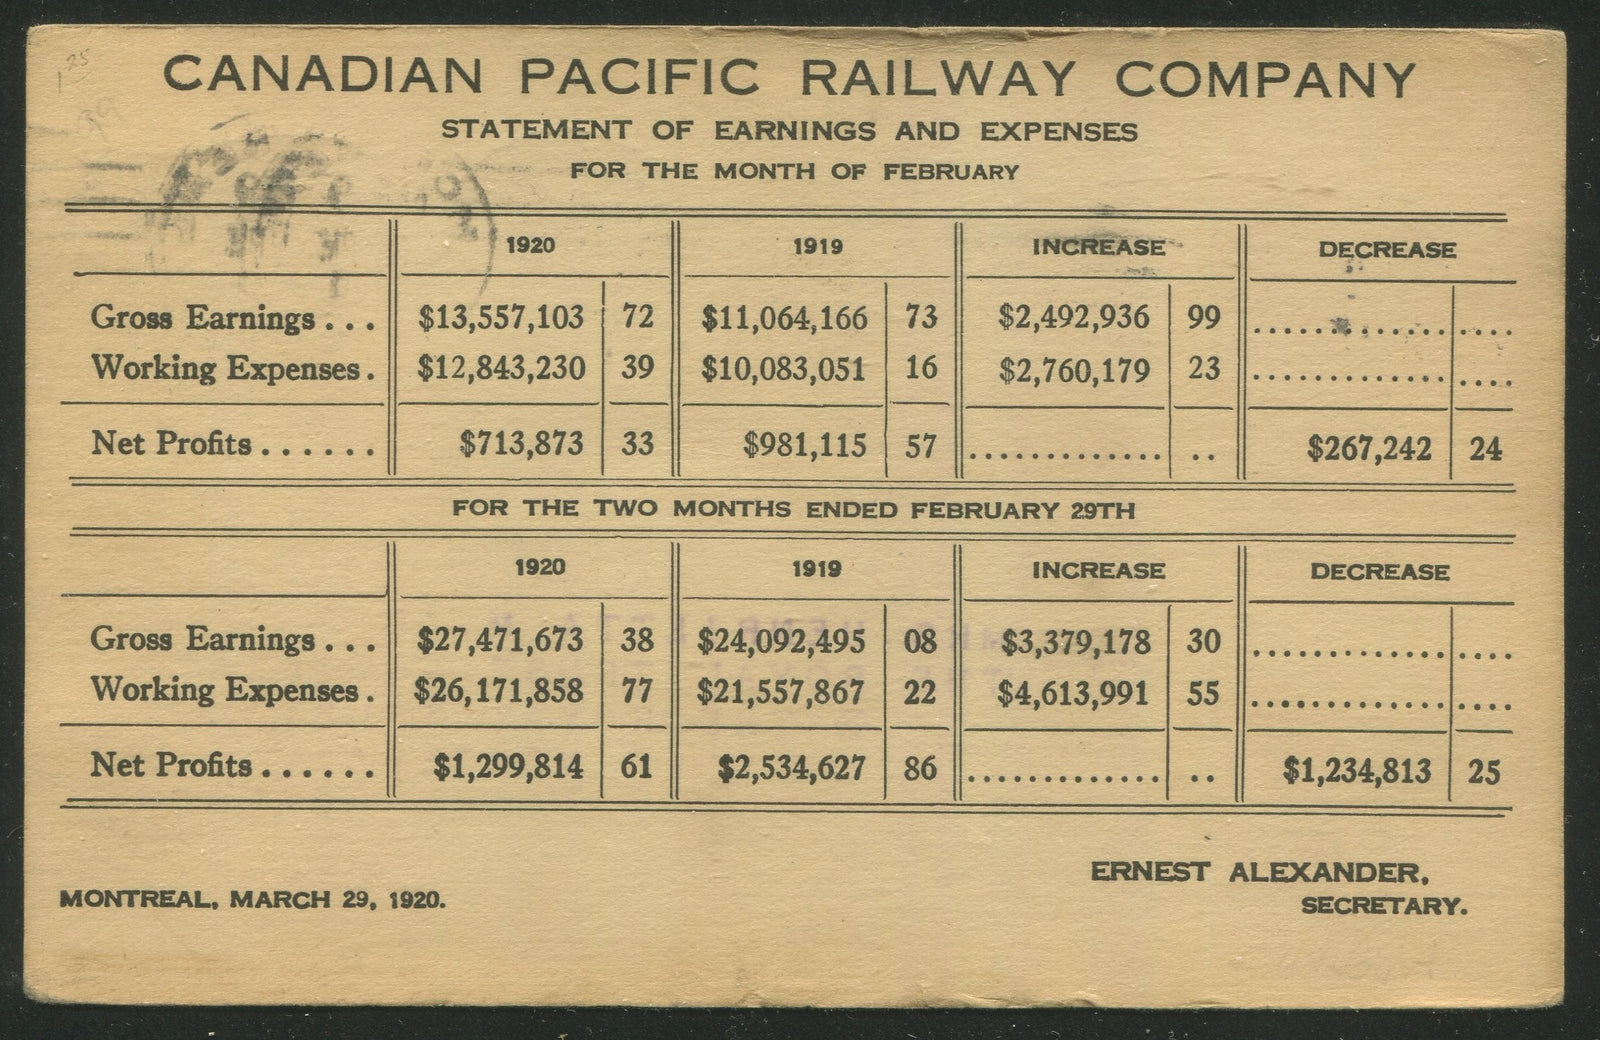 CANADIAN PACIFIC RAILWAY COMPANY
STATEMENT OF EARNINGS AND EXPENSES
FOR THE MONTH OF FEBRUARY
1920 1919 INCREASE DECREASE
Gross Earnings... $13,557,103 72 $11,064,166 73 $2,492,936 99 ............. ....
Working Expenses. $12,843,230 39 $10,083,051 16 $2,760,179 23 ............. ....
Net Profits...... $713,873 33 $981,115 57 ............. .. $267,242 24
FOR THE TWO MONTHS ENDED FEBRUARY 29TH
1920 1919 INCREASE DECREASE
Gross Earnings... $27,471,673 38 $24,092,495 08 $3,379,178 30 ............. ....
Working Expenses. $26,171,858 77 $21,557,867 22 $4,613,991 55 ............. ....
Net Profits...... $1,299,814 61 $2,534,627 86 ............. .. $1,234,813 25
ERNEST ALEXANDER,
SECRETARY.
MONTREAL, MARCH 29, 1920.